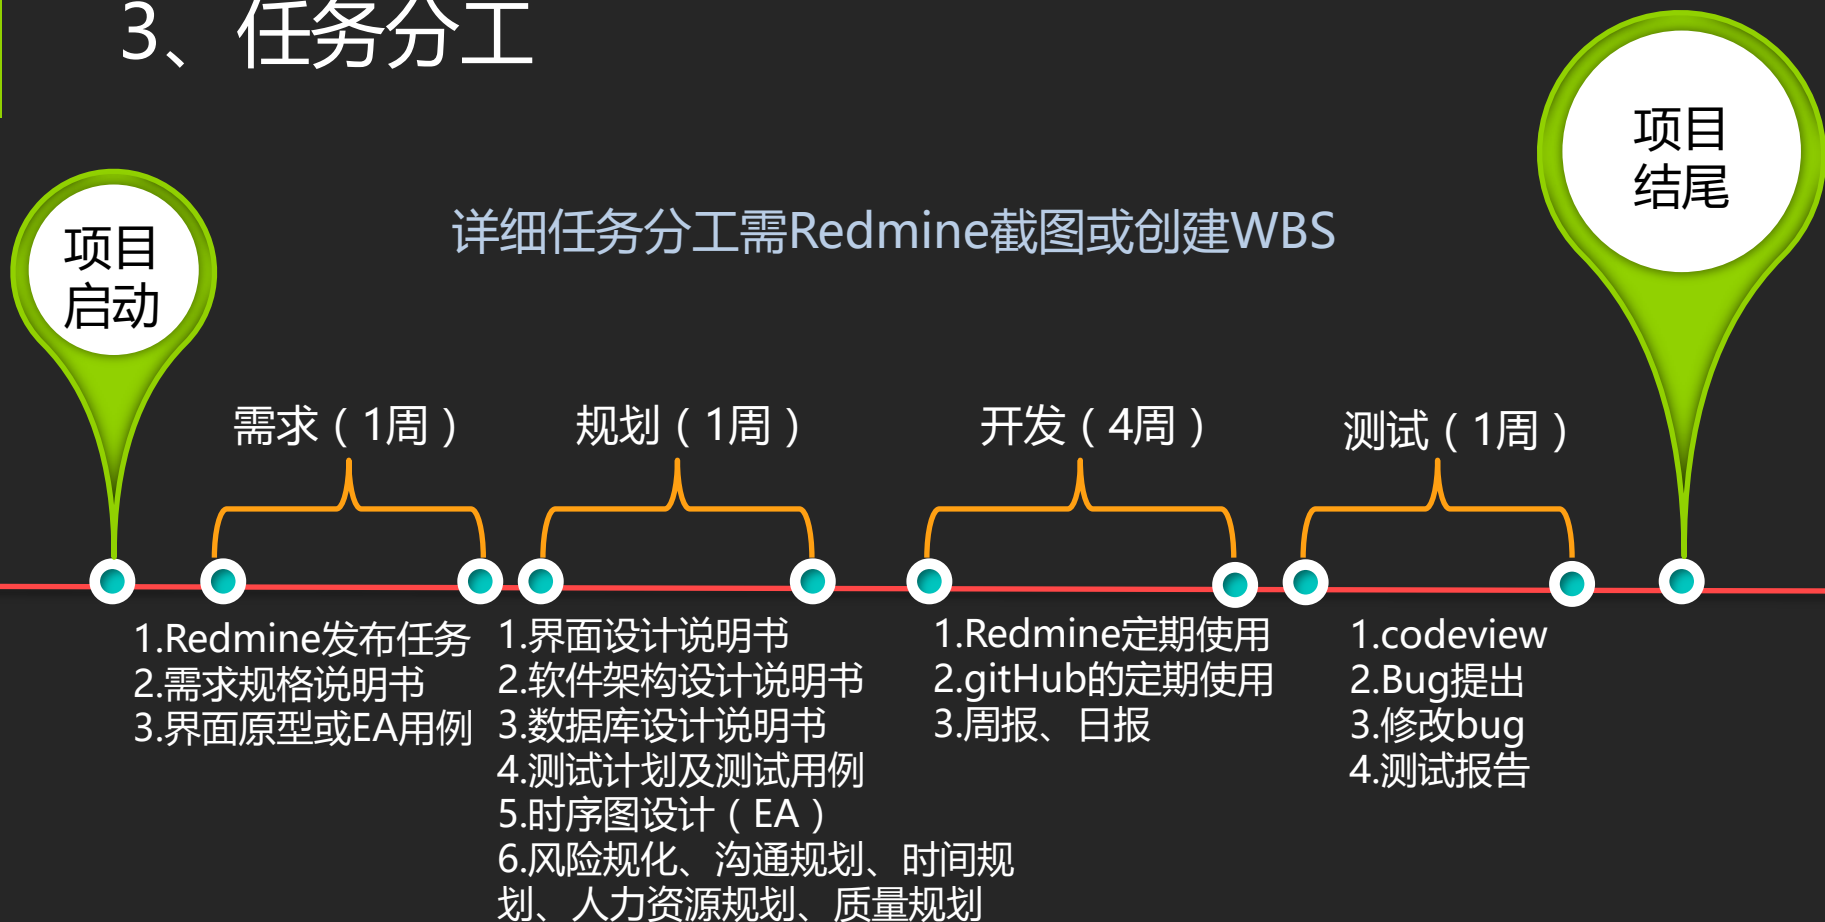 3、任务分工
项目
结尾
项目
启动
详细任务分工需Redmine截图或创建WBS
需求（1周）
规划（1周）
开发（4周）
测试（1周）
1.Redmine发布任务
2.需求规格说明书
3.界面原型或EA用例
1.界面设计说明书
2.软件架构设计说明书
3.数据库设计说明书
4.测试计划及测试用例
5.时序图设计（EA）
6.风险规化、沟通规划、时间规
划、人力资源规划、质量规划
1.Redmine定期使用
2.gitHub的定期使用
3.周报、日报
1.codeview
2.Bug提出
3.修改bug
4.测试报告